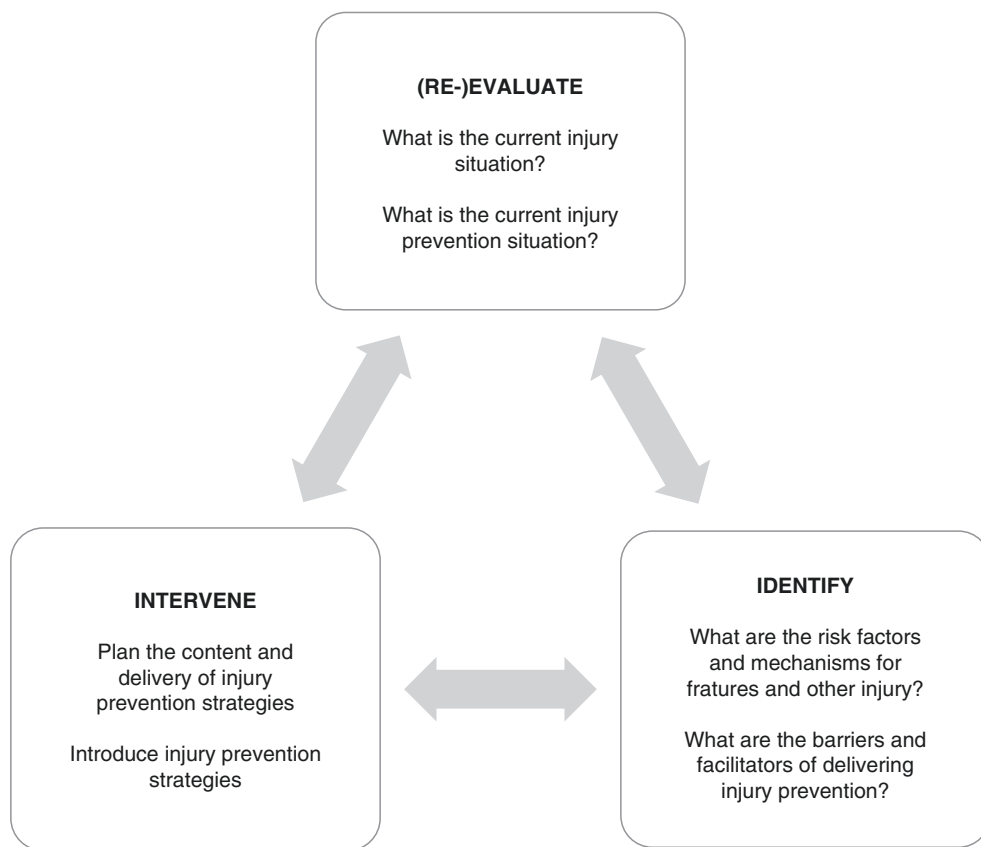 (RE-)EVALUATE
What is the current injury
situation?
What is the current injury
prevention situation?
INTERVENE
Plan the content and
delivery of injury
prevention strategies
Introduce injury prevention
strategies
IDENTIFY
What are the risk factors
and mechanisms for
fratures and other injury?
What are the barriers and
facilitators of delivering
injury prevention?